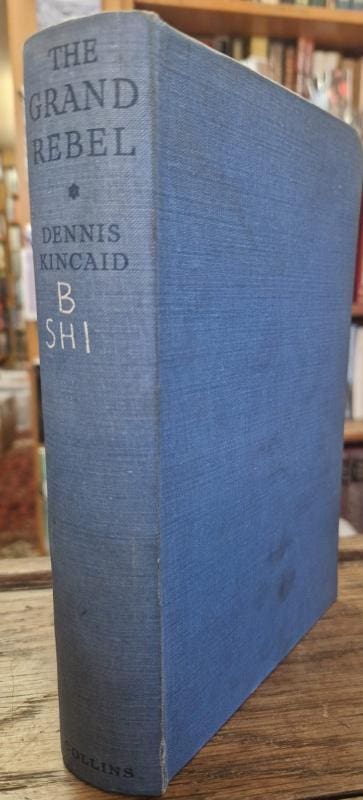 THE
GRAND
REBEL
DENNIS
KINCAID
B
SHI
COLLINS